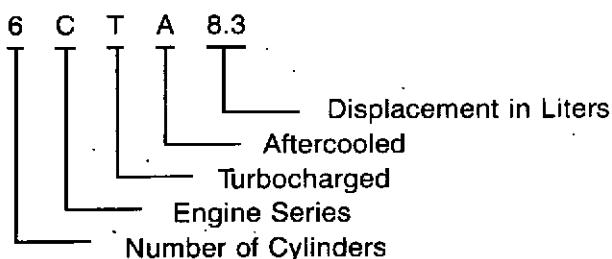 6 C T A 8.3
Displacement in Liters
Aftercooled
Turbocharged
Engine Series
Number of Cylinders